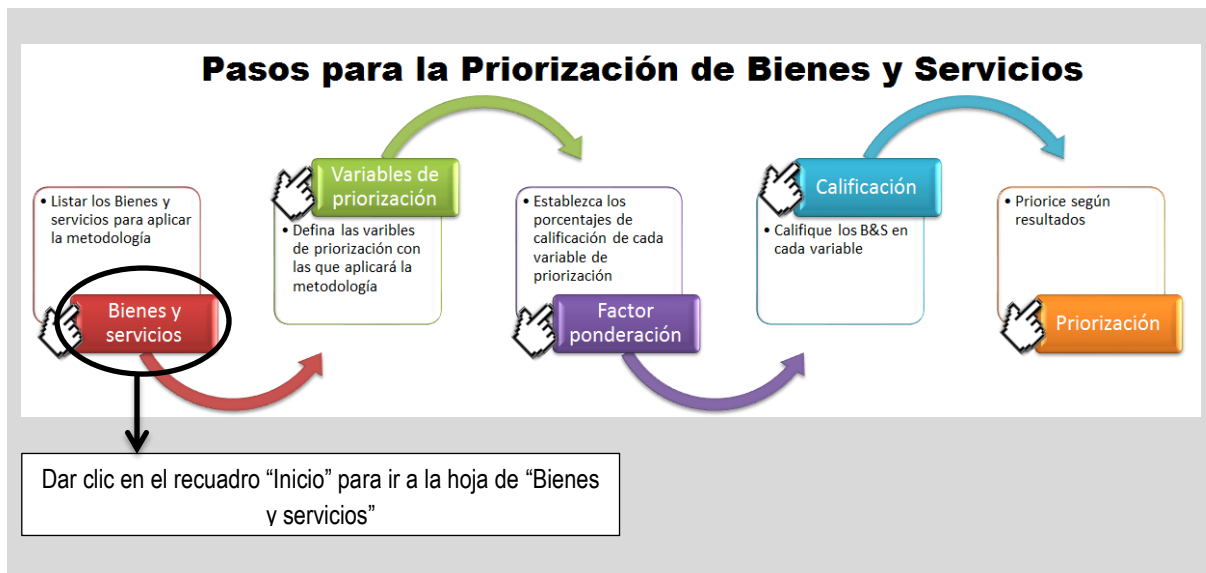 Pasos para la Priorización de Bienes y Servicios
• Listar los Bienes y
servicios para aplicar
la metodología
Bienes y
servicios
Variables de
priorización
• Defina las varibles
de priorización con
las que aplicará la
metodología
• Establezca los
porcentajes de
calificación de cada
variable de
priorización
Factor
ponderación
Calificación
• Califique los B&S en
cada variable
• Priorice según
resultados
Priorización
Dar clic en el recuadro “Inicio” para ir a la hoja de “Bienes
y servicios”